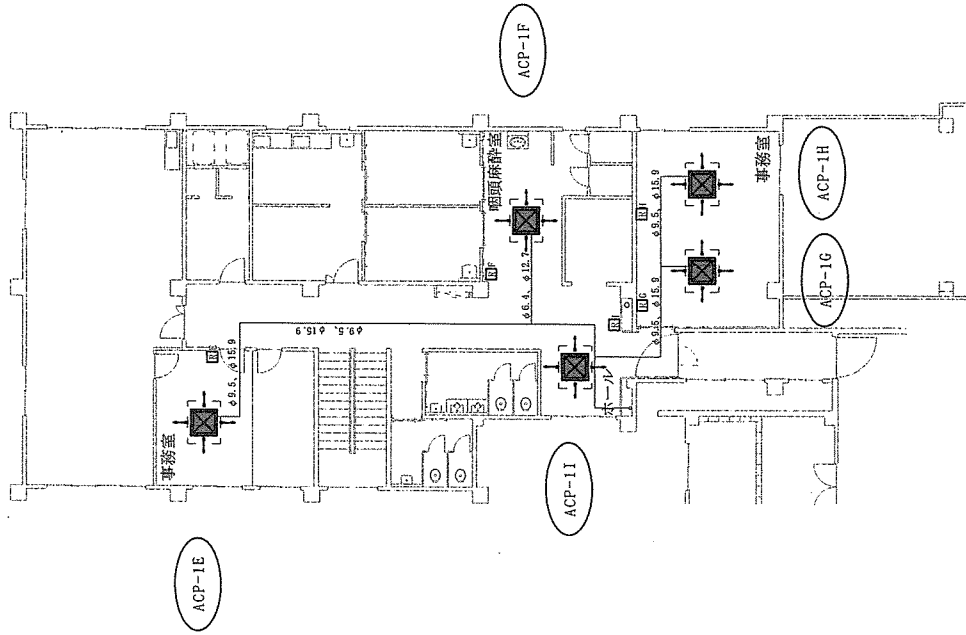 ACP-1F
咽頭麻酔室
F
φ6.4, φ12.7
事務室
ACP-1H
H
φ9.5, φ15.9
ACP-1G
G
φ9.5, φ15.9
φ9.5, φ15.9
φ9.5, φ15.9
事務室
ACP-1E
ホール
ACP-1I